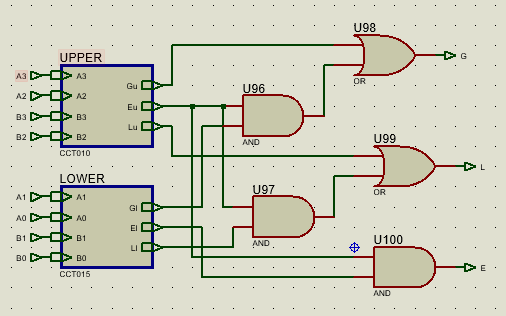 U98
UPPER
G
A3
A3
Gu
A2
A2
U96
OR
B3
B3
Eu
B2
B2
Lu
AND
U99
CCT010
LOWER
L
U97
A1
A1
OR
A0
A0
Gl
B1
B1
El
U100
B0
B0
Ll
AND
E
CCT015
AND